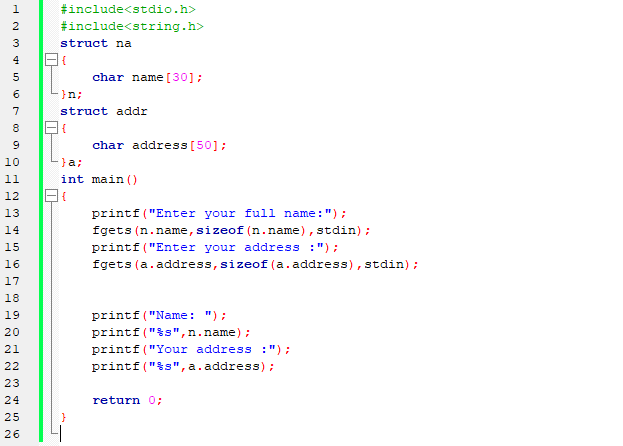 1 #include<stdio.h>
2 #include<string.h>
3 struct na
4 {
5 char name[30];
6 }n;
7 struct addr
8 {
9 char address[50];
10 }a;
11 int main()
12 {
13 printf("Enter your full name:");
14 fgets(n.name,sizeof(n.name),stdin);
15 printf("Enter your address :");
16 fgets(a.address,sizeof(a.address),stdin);
17
18
19 printf("Name: ");
20 printf("%s",n.name);
21 printf("Your address :");
22 printf("%s",a.address);
23
24 return 0;
25 }
26